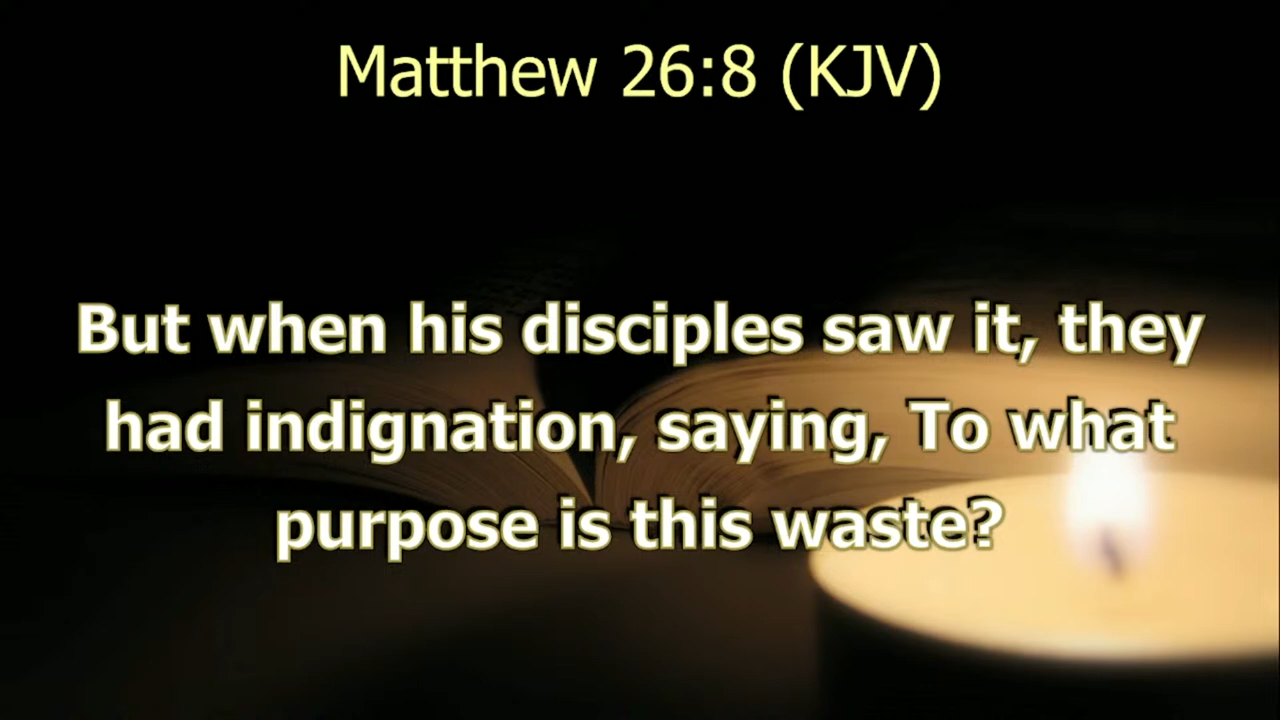 Matthew 26:8 (KJV)
But when his disciples saw it, they
had indignation, saying, To what
purpose is this waste?